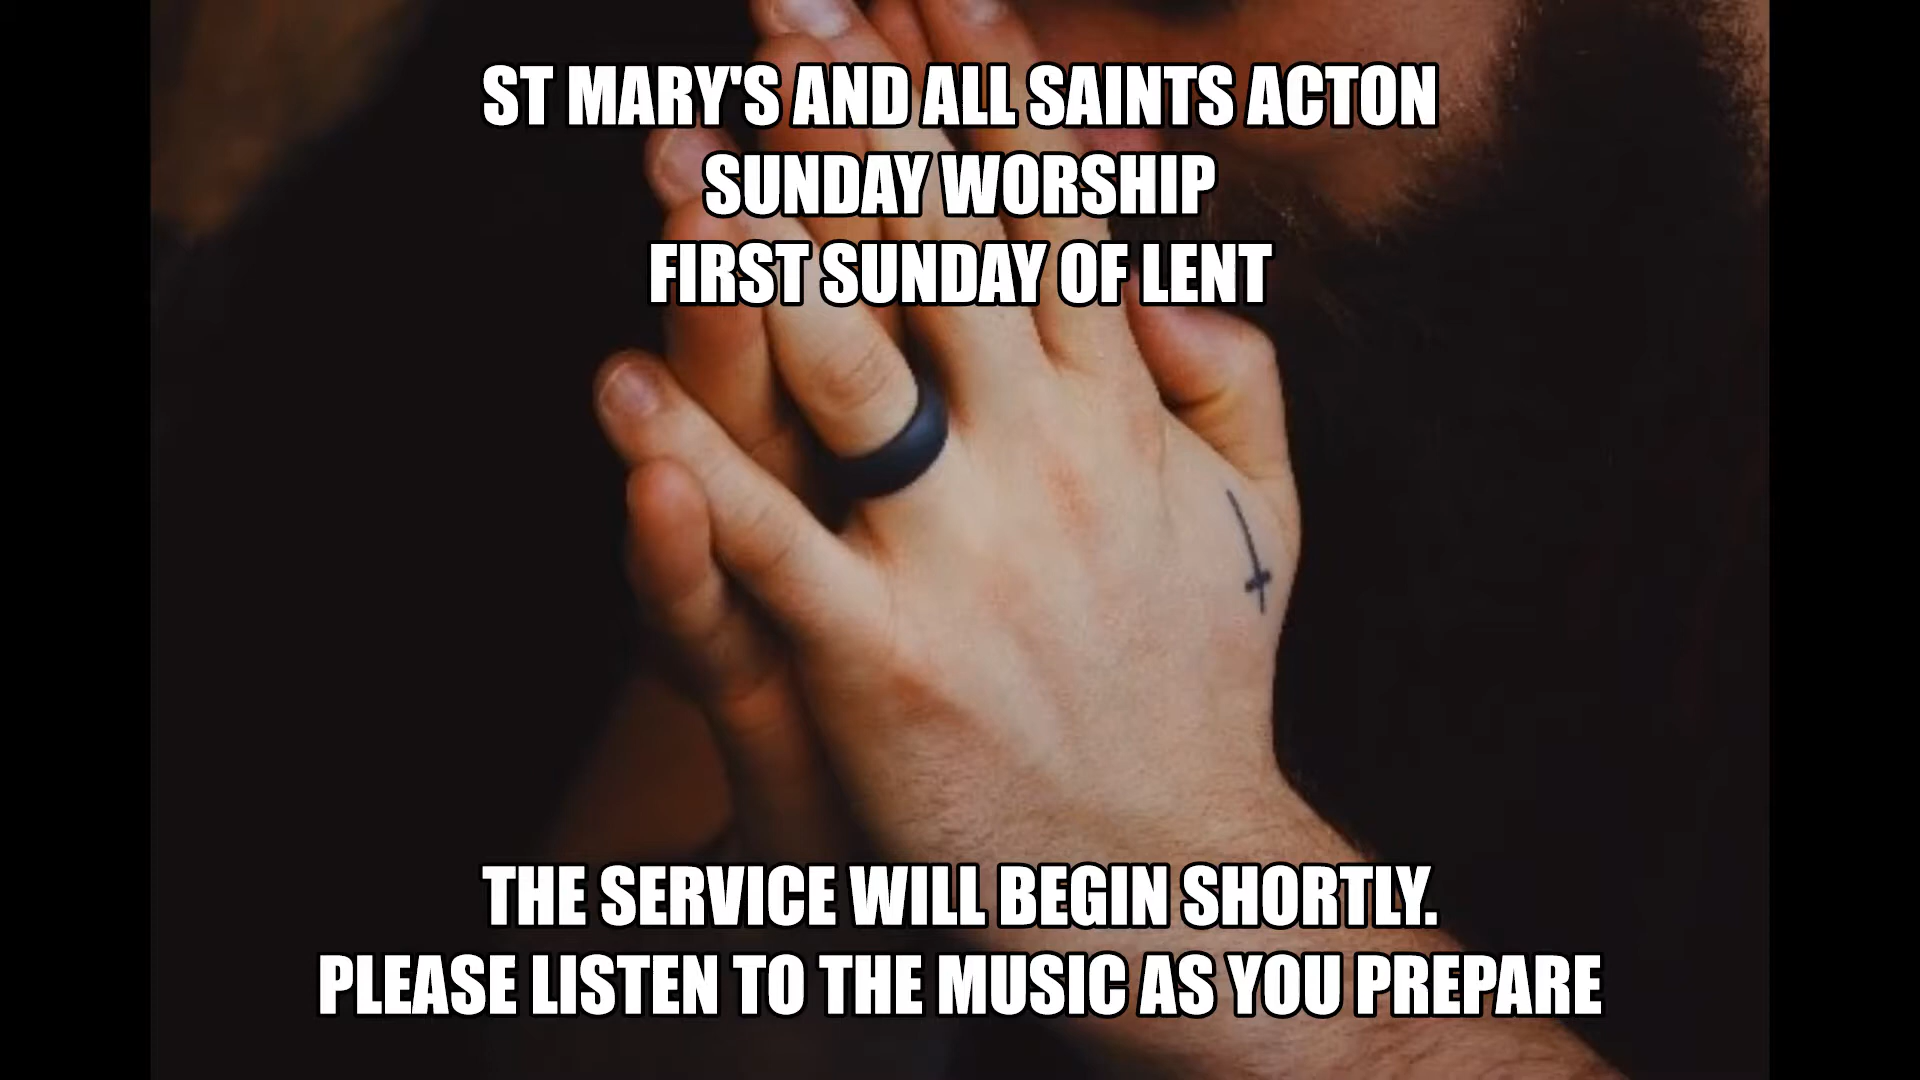 ST MARY'S AND ALL SAINTS ACTON
SUNDAY WORSHIP
FIRST SUNDAY OF LENT
THE SERVICE WILL BEGIN SHORTLY.
PLEASE LISTEN TO THE MUSIC AS YOU PREPARE